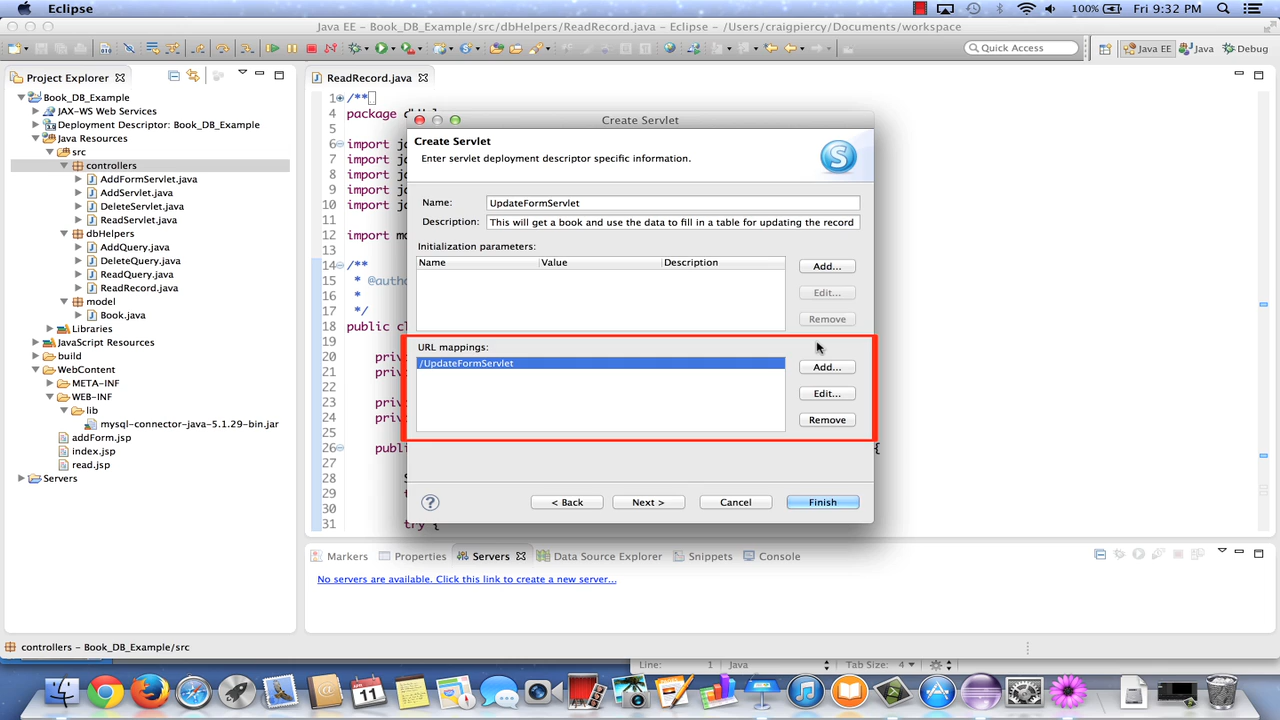 Eclipse
100%
Fri 9:32 PM
Java EE - Book_DB_Example/src/dbHelpers/ReadRecord.java - Eclipse - /Users/craigpiercy/Documents/workspace
Quick Access
Java EE
Java
Debug
Project Explorer
Book_DB_Example
JAX-WS Web Services
Deployment Descriptor: Book_DB_Example
Java Resources
src
controllers
AddFormServlet.java
AddServlet.java
DeleteServlet.java
ReadServlet.java
dbHelpers
AddQuery.java
DeleteQuery.java
ReadQuery.java
ReadRecord.java
model
Book.java
Libraries
JavaScript Resources
build
WebContent
META-INF
WEB-INF
lib
mysql-connector-java-5.1.29-bin.jar
addForm.jsp
index.jsp
read.jsp
Servers
ReadRecord.java
1 /**
4 package
5
6 import
7 import
8 import
9 import
10 import
11
12 import
13
14 /**
15 *
16 *
17 */
18 public
19
20
21
22
23
24
25
26 {
27
28
29
30
31 try {
Create Servlet
Create Servlet
Enter servlet deployment descriptor specific information.
S
Name: UpdateFormServlet
Description: This will get a book and use the data to fill in a table for updating the record
Initialization parameters:
Name Value Description
Add...
Edit...
Remove
URL mappings:
/UpdateFormServlet
Add...
Edit...
Remove
?
< Back
Next >
Cancel
Finish
Markers
Properties
Servers
Data Source Explorer
Snippets
Console
No servers are available. Click this link to create a new server...
controllers - Book_DB_Example/src
Line: 1 Java Tab Size: 4
APR
11